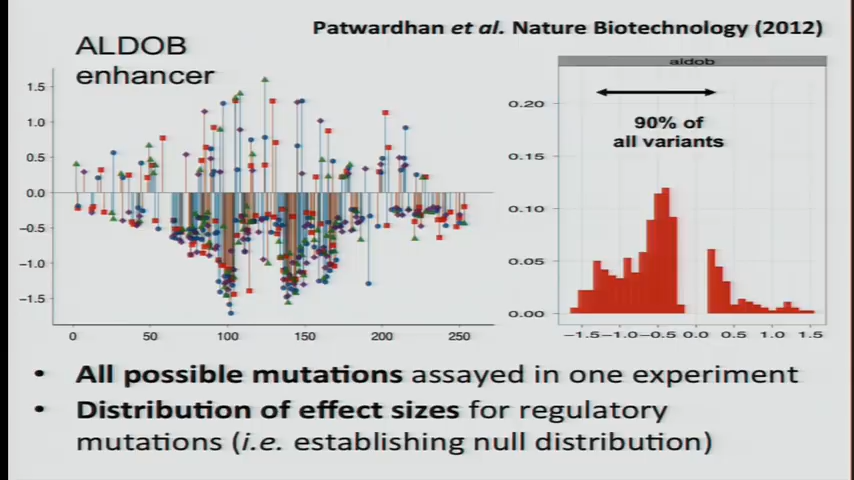 Patwardhan et al. Nature Biotechnology (2012)
ALDOB
enhancer
1.5
1.0
0.5
0.0
−0.5
−1.0
−1.5
0
50
100
150
200
250
aldob
90% of
all variants
0.20
0.15
0.10
0.05
0.00
−1.5 −1.0 −0.5 0.0 0.5 1.0 1.5
• All possible mutations assayed in one experiment
• Distribution of effect sizes for regulatory
mutations (i.e. establishing null distribution)